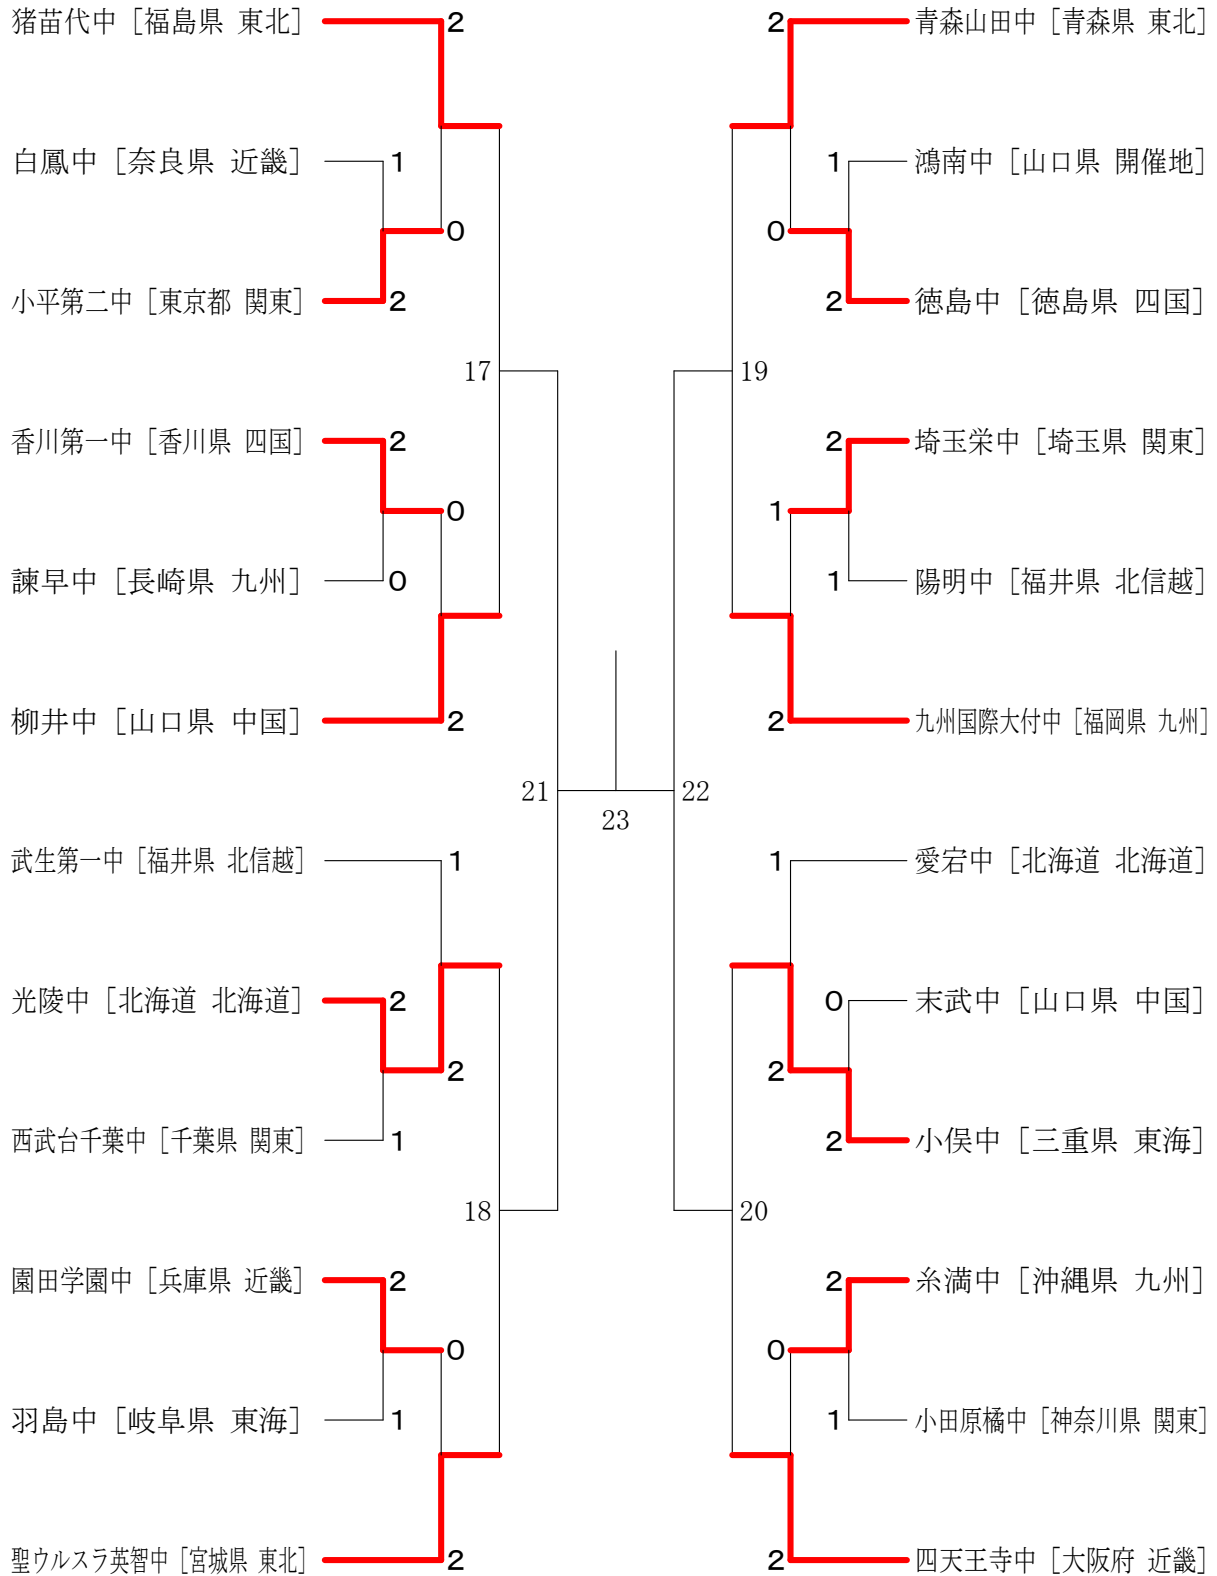 猪苗代中 [福島県 東北] 2
白鳳中 [奈良県 近畿] 1
0
小平第二中 [東京都 関東] 2
17
香川第一中 [香川県 四国] 2
0
諫早中 [長崎県 九州] 0
柳井中 [山口県 中国] 2
21
武生第一中 [福井県 北信越] 1
光陵中 [北海道 北海道] 2
2
西武台千葉中 [千葉県 関東] 1
18
園田学園中 [兵庫県 近畿] 2
0
羽島中 [岐阜県 東海] 1
聖ウルスラ英智中 [宮城県 東北] 2
23
2 青森山田中 [青森県 東北]
1 鴻南中 [山口県 開催地]
0
2 徳島中 [徳島県 四国]
19
2 埼玉栄中 [埼玉県 関東]
1
1 陽明中 [福井県 北信越]
2 九州国際大付中 [福岡県 九州]
22
1 愛宕中 [北海道 北海道]
0 末武中 [山口県 中国]
2
2 小俣中 [三重県 東海]
20
2 糸満中 [沖縄県 九州]
0
1 小田原橘中 [神奈川県 関東]
2 四天王寺中 [大阪府 近畿]